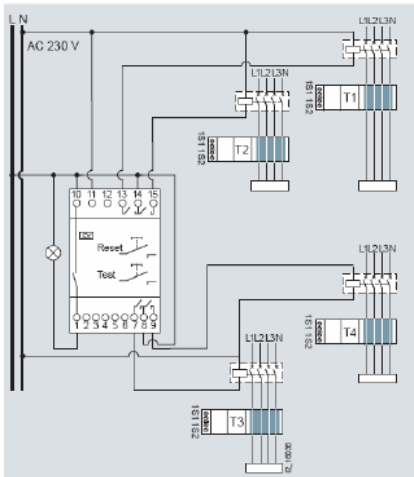 L N
AC 230 V
L1L2L3N
L1L2L3N
1S1 1S2
T1
1S1 1S2
T2
10 11 12 13 14 15
Reset
Test
1 2 3 4 5 6 7 8 9
L1L2L3N
1S1 1S2
T4
L1L2L3N
1S1 1S2
T3